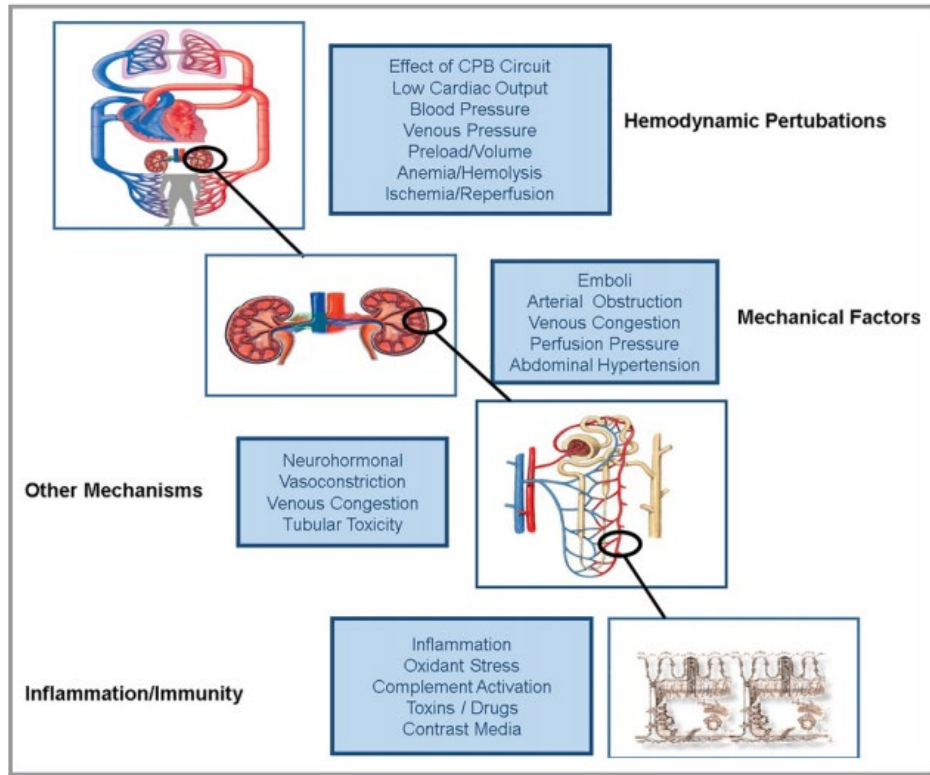 Effect of CPB Circuit
Low Cardiac Output
Blood Pressure
Venous Pressure
Preload/Volume
Anemia/Hemolysis
Ischemia/Reperfusion
Hemodynamic Pertubations
Emboli
Arterial Obstruction
Venous Congestion
Perfusion Pressure
Abdominal Hypertension
Mechanical Factors
Other Mechanisms
Neurohormonal
Vasoconstriction
Venous Congestion
Tubular Toxicity
Inflammation/Immunity
Inflammation
Oxidant Stress
Complement Activation
Toxins / Drugs
Contrast Media